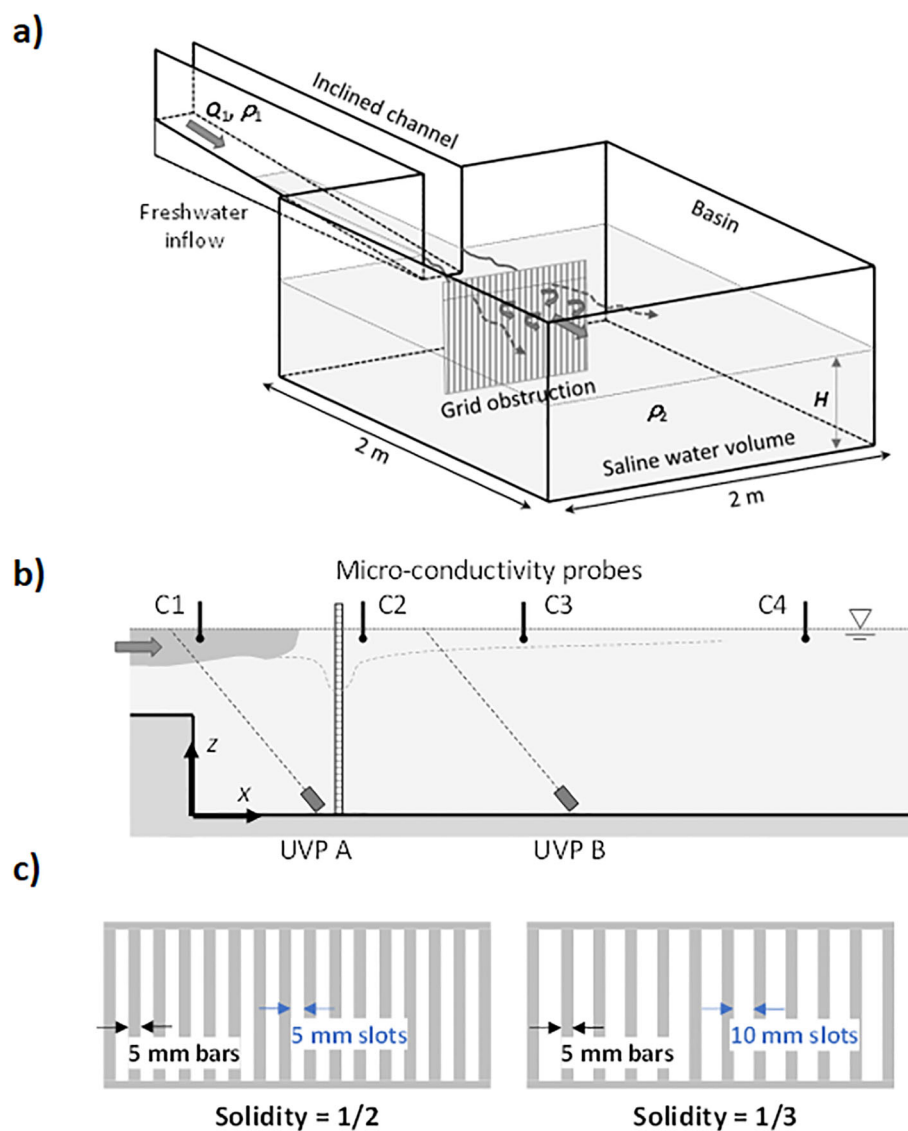 a)
Inclined channel
Q₁, ρ₁
Freshwater
inflow
Basin
Grid obstruction
ρ₂
H
Saline water volume
2 m
2 m
b)
Micro-conductivity probes
C1
C2
C3
C4
z
x
UVP A
UVP B
c)
5 mm bars
5 mm slots
5 mm bars
10 mm slots
Solidity = 1/2
Solidity = 1/3